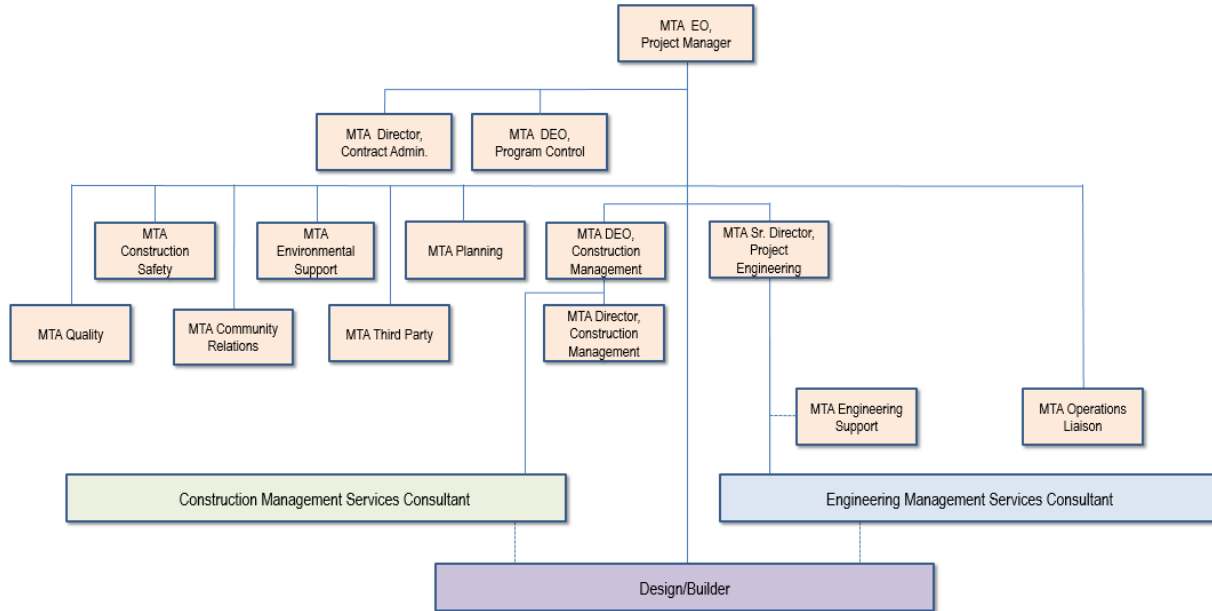 MTA EO,
Project Manager
MTA Director,
Contract Admin.
MTA DEO,
Program Control
MTA
Construction
Safety
MTA
Environmental
Support
MTA Planning
MTA DEO,
Construction
Management
MTA Sr. Director,
Project
Engineering
MTA Quality
MTA Community
Relations
MTA Third Party
MTA Director,
Construction
Management
MTA Engineering
Support
MTA Operations
Liaison
Construction Management Services Consultant
Engineering Management Services Consultant
Design/Builder